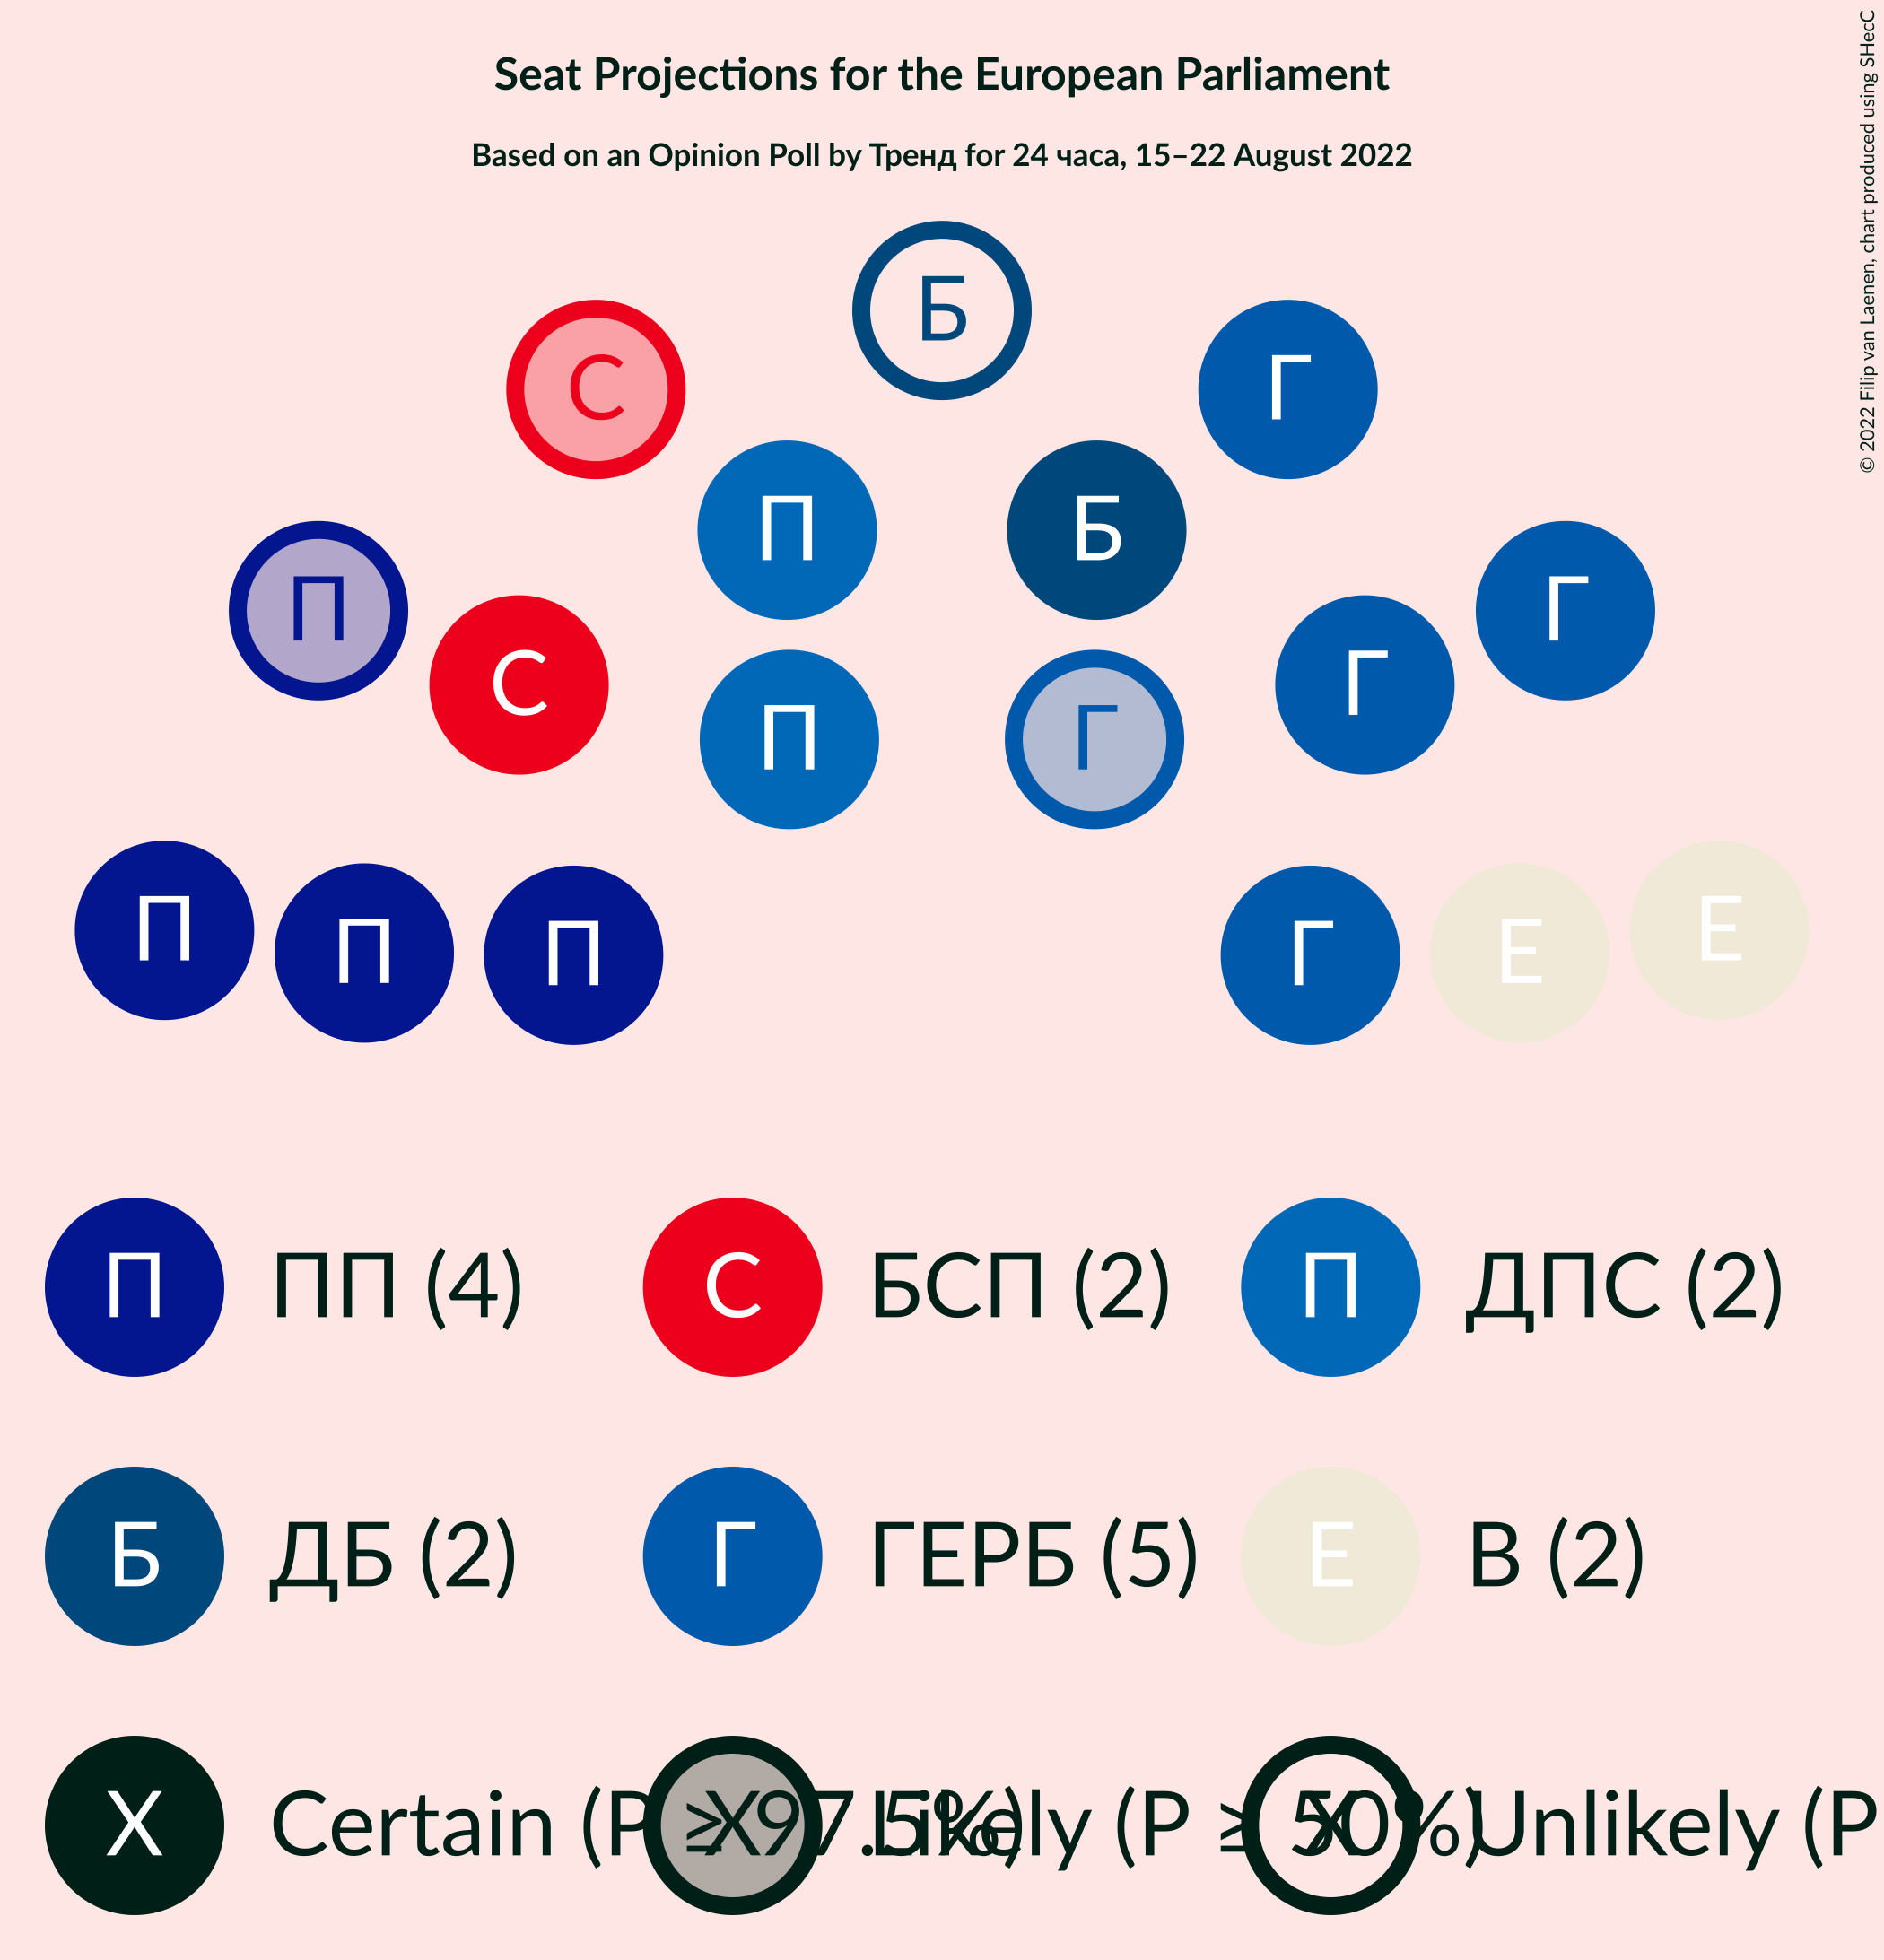 Seat Projections for the European Parliament
Based on an Opinion Poll by Тренд for 24 часа, 15–22 August 2022
© 2022 Filip van Laenen, chart produced using SHecC
Б
С
Г
П
Б
П
Г
С
Г
П
Г
П
П
П
Г
Е
Е
П ПП (4) С БСП (2) П ДПС (2)
Б ДБ (2) Г ГЕРБ (5) Е В (2)
X Certain (P ≥ 97.5%) X Likely (P ≥ 50%) X Unlikely (P